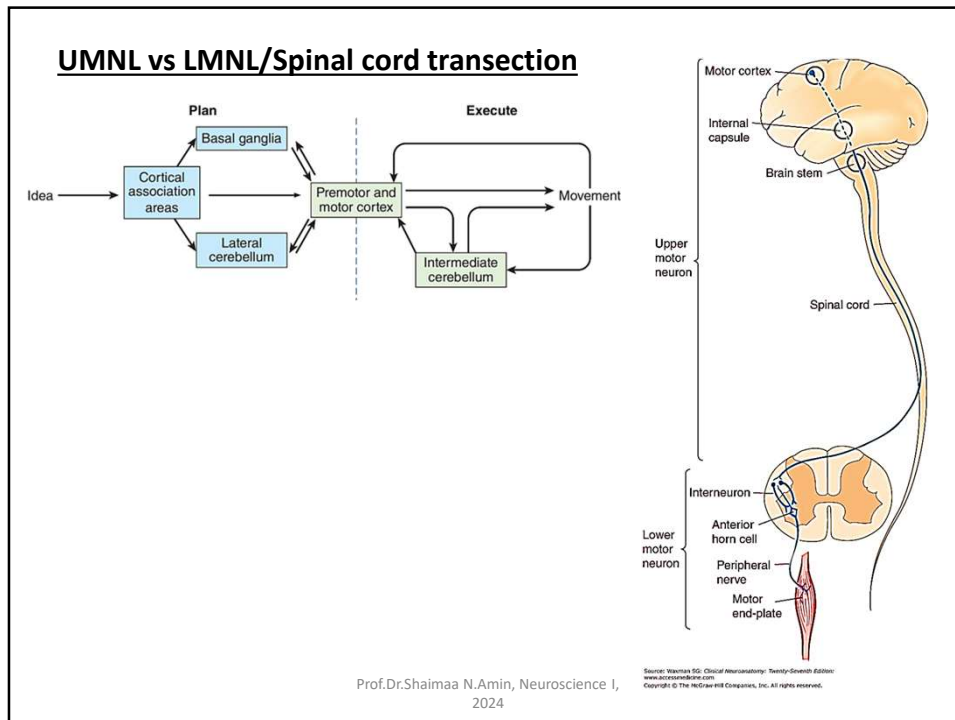 UMNL vs LMNL/Spinal cord transection
Plan
Execute
Idea
Cortical
association
areas
Basal ganglia
Lateral
cerebellum
Premotor and
motor cortex
Intermediate
cerebellum
Movement
Motor cortex
Internal
capsule
Brain stem
Upper
motor
neuron
Spinal cord
Interneuron
Anterior
horn cell
Lower
motor
neuron
Peripheral
nerve
Motor
end-plate
Source: Waxman SG: Clinical Neuroanatomy: Twenty-Seventh Edition:
www.accessmedicine.com
Copyright © The McGraw-Hill Companies, Inc. All rights reserved.
Prof.Dr.Shaimaa N.Amin, Neuroscience I,
2024